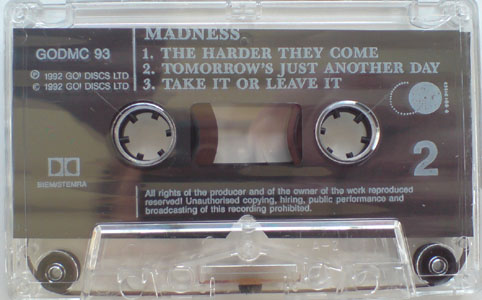 MADNESS
GODMC 93
1. THE HARDER THEY COME
2. TOMORROW'S JUST ANOTHER DAY
3. TAKE IT OR LEAVE IT
℗ 1992 GO! DISCS LTD
© 1992 GO! DISCS LTD
2
BIEM/STEMRA
All rights of the producer and of the owner of the work reproduced
reserved! Unauthorised copying, hiring, public performance and
broadcasting of this recording prohibited.